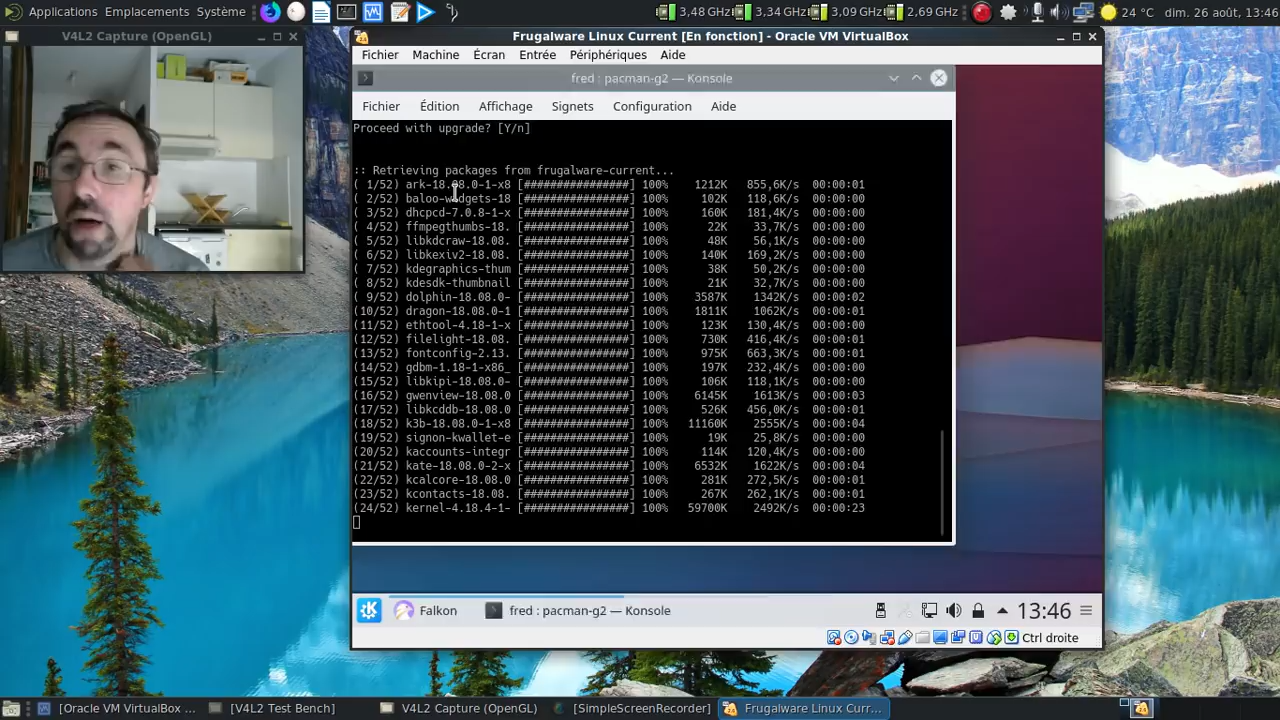 Applications Emplacements Système 3,48 GHz 3,34 GHz 3,09 GHz 2,69 GHz 24 °C dim. 26 août, 13:46
V4L2 Capture (OpenGL)
Frugalware Linux Current [En fonction] - Oracle VM VirtualBox
Fichier Machine Écran Entrée Périphériques Aide
fred : pacman-g2 — Konsole
Fichier Édition Affichage Signets Configuration Aide
Proceed with upgrade? [Y/n]
:: Retrieving packages from frugalware-current...
( 1/52) ark-18.08.0-1-x8 [################] 100% 1212K 855,6K/s 00:00:01
( 2/52) baloo-widgets-18 [################] 100% 102K 118,6K/s 00:00:00
( 3/52) dhcpcd-7.0.8-1-x [################] 100% 160K 181,4K/s 00:00:00
( 4/52) ffmpegthumbs-18. [################] 100% 22K 33,7K/s 00:00:00
( 5/52) libkdcraw-18.08. [################] 100% 48K 56,1K/s 00:00:00
( 6/52) libkexiv2-18.08. [################] 100% 140K 169,2K/s 00:00:00
( 7/52) kdegraphics-thum [################] 100% 38K 50,2K/s 00:00:00
( 8/52) kdesdk-thumbnail [################] 100% 21K 32,7K/s 00:00:00
( 9/52) dolphin-18.08.0- [################] 100% 3587K 1342K/s 00:00:02
(10/52) dragon-18.08.0-1 [################] 100% 1811K 1062K/s 00:00:01
(11/52) ethtool-4.18-1-x [################] 100% 123K 130,4K/s 00:00:00
(12/52) filelight-18.08. [################] 100% 730K 416,4K/s 00:00:01
(13/52) fontconfig-2.13. [################] 100% 975K 663,3K/s 00:00:01
(14/52) gdbm-1.18-1-x86_ [################] 100% 197K 232,4K/s 00:00:00
(15/52) libkipi-18.08.0- [################] 100% 106K 118,1K/s 00:00:00
(16/52) gwenview-18.08.0 [################] 100% 6145K 1613K/s 00:00:03
(17/52) libkcddb-18.08.0 [################] 100% 526K 456,0K/s 00:00:01
(18/52) k3b-18.08.0-1-x8 [################] 100% 11160K 2555K/s 00:00:04
(19/52) signon-kwallet-e [################] 100% 19K 25,8K/s 00:00:00
(20/52) kaccounts-integr [################] 100% 114K 120,4K/s 00:00:00
(21/52) kate-18.08.0-2-x [################] 100% 6532K 1622K/s 00:00:04
(22/52) kcalcore-18.08.0 [################] 100% 281K 272,5K/s 00:00:01
(23/52) kcontacts-18.08. [################] 100% 267K 262,1K/s 00:00:01
(24/52) kernel-4.18.4-1- [################] 100% 59700K 2492K/s 00:00:23
Falkon fred : pacman-g2 — Konsole 13:46
Ctrl droite
[Oracle VM VirtualBox ... [V4L2 Test Bench] V4L2 Capture (OpenGL) [SimpleScreenRecorder] Frugalware Linux Curr...